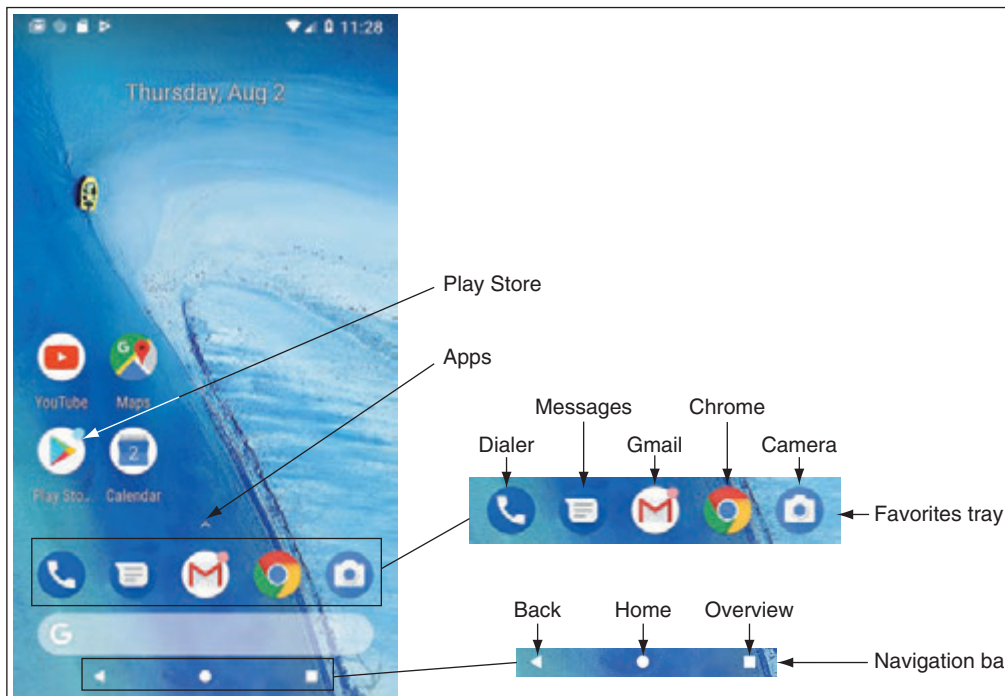 11:28
Thursday, Aug 2
Play Store
Apps
YouTube Maps
2
Play Sto... Calendar
Messages Chrome
Dialer Gmail Camera
Favorites tray
G
Back Home Overview
Navigation ba